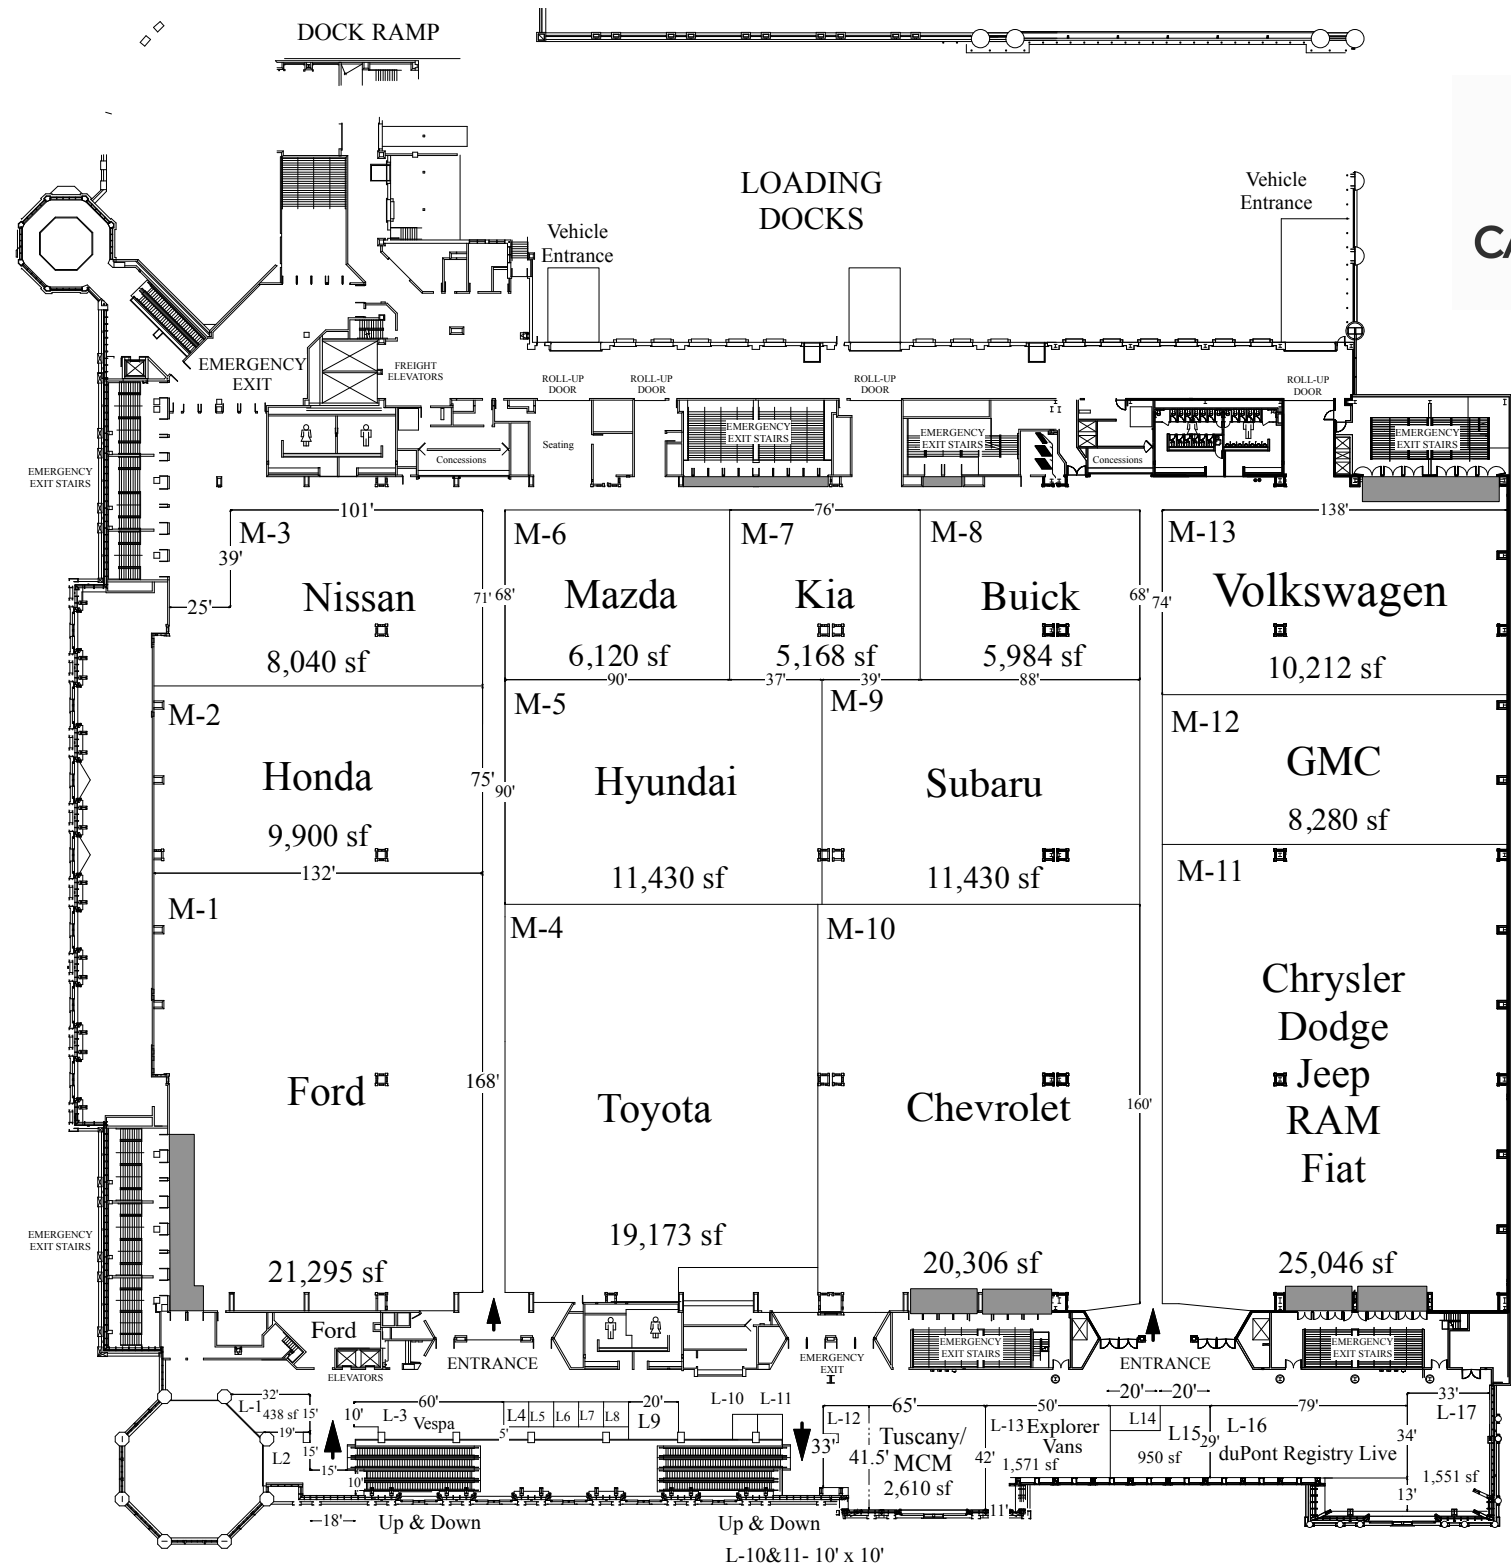 DOCK RAMP
LOADING
DOCKS
Vehicle
Entrance
Vehicle
Entrance
CA
EMERGENCY
EXIT
FREIGHT
ELEVATORS
ROLL-UP
DOOR
ROLL-UP
DOOR
ROLL-UP
DOOR
ROLL-UP
DOOR
EMERGENCY
EXIT STAIRS
Concessions
Seating
EMERGENCY
EXIT STAIRS
EMERGENCY
EXIT STAIRS
Concessions
EMERGENCY
EXIT STAIRS
101'
76'
138'
M-3
39'
25'
Nissan
71'
8,040 sf
M-6
68'
Mazda
6,120 sf
90'
M-7
Kia
5,168 sf
37'
39'
M-8
Buick
68'
5,984 sf
88'
M-13
74'
Volkswagen
10,212 sf
M-2
Honda
75'
9,900 sf
132'
M-5
90'
Hyundai
11,430 sf
M-9
Subaru
11,430 sf
M-12
GMC
8,280 sf
M-1
Ford
168'
21,295 sf
M-4
Toyota
19,173 sf
M-10
Chevrolet
160'
20,306 sf
M-11
Chrysler
Dodge
Jeep
RAM
Fiat
25,046 sf
EMERGENCY
EXIT STAIRS
Ford
ELEVATORS
ENTRANCE
EMERGENCY
EXIT
EMERGENCY
EXIT STAIRS
ENTRANCE
EMERGENCY
EXIT STAIRS
32'
L-1
438 sf
15'
19'
L2
15'
15'
18'
60'
10'
L-3
Vespa
L4
L5
L6
L7
L8
5'
20'
L9
L-10
L-11
10'
33'
Up & Down
Up & Down
L-10&11- 10' x 10'
L-12
41.5'
65'
Tuscany/
MCM
2,610 sf
42'
11'
50'
L-13
Explorer
Vans
1,571 sf
20'
20'
L14
L15
950 sf
29'
79'
L-16
duPont Registry Live
33'
L-17
34'
1,551 sf
13'